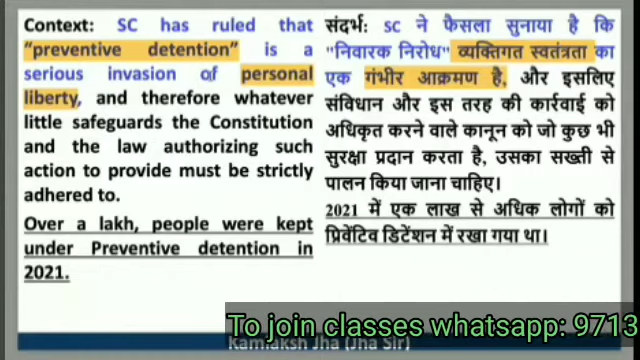 Context: SC has ruled that
“preventive detention” is a
serious invasion of personal
liberty, and therefore whatever
little safeguards the Constitution
and the law authorizing such
action to provide must be strictly
adhered to.
Over a lakh, people were kept
under Preventive detention in
2021.
संदर्भ: SC ने फैसला सुनाया है कि
"निवारक निरोध" व्यक्तिगत स्वतंत्रता का
एक गंभीर आक्रमण है, और इसलिए
संविधान और इस तरह की कार्रवाई को
अधिकृत करने वाले कानून को जो कुछ भी
सुरक्षा प्रदान करता है, उसका सख्ती से
पालन किया जाना चाहिए।
2021 में एक लाख से अधिक लोगों को
प्रिवेंटिव डिटेंशन में रखा गया था।
To join classes whatsapp: 9713
Kamlaksh Jha (Jha Sir)